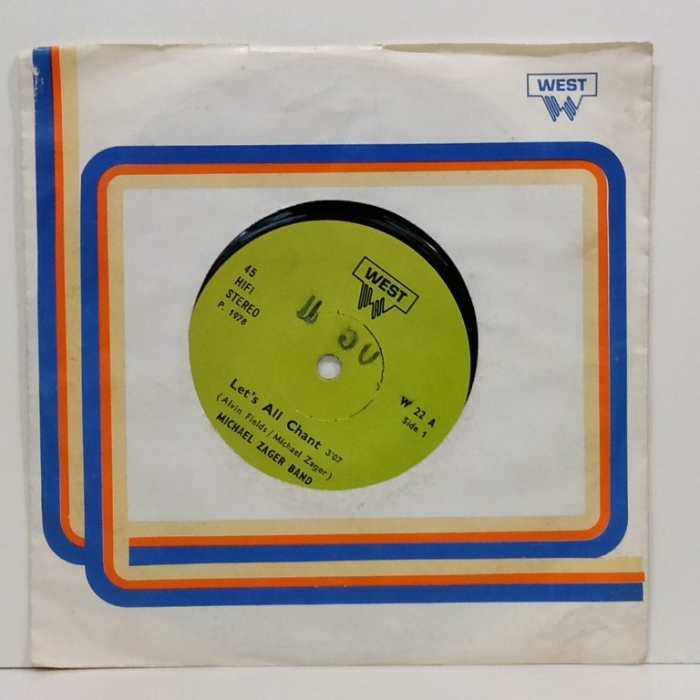 WEST
WEST
45
HIFI
STEREO
P. 1978
W 22 A
Side 1
Let's All Chant 3'07
(Alvin Fields / Michael Zager)
MICHAEL ZAGER BAND